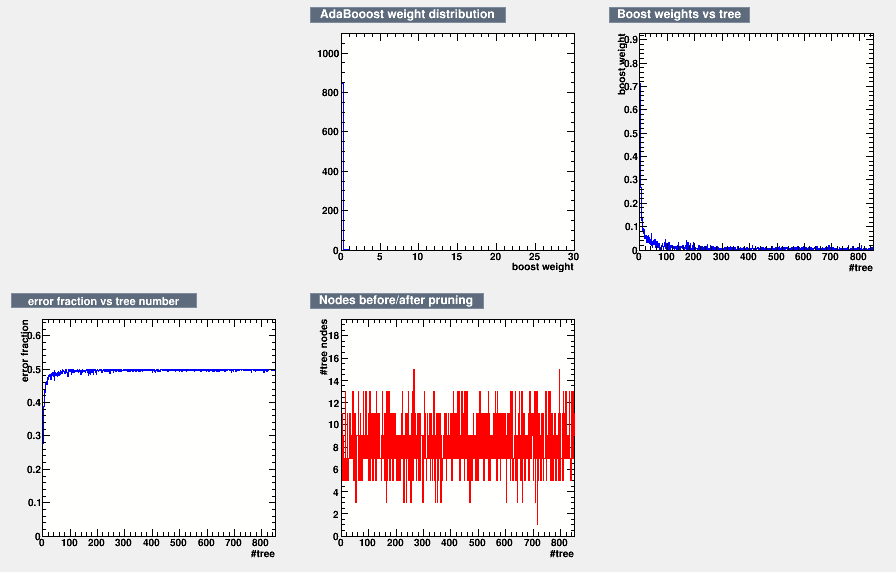 AdaBooost weight distribution
1000
800
600
400
200
0
0 5 10 15 20 25 30
boost weight
Boost weights vs tree
boost weight
0.9
0.8
0.7
0.6
0.5
0.4
0.3
0.2
0.1
0
0 100 200 300 400 500 600 700 800
#tree
error fraction vs tree number
error fraction
0.6
0.5
0.4
0.3
0.2
0.1
0
0 100 200 300 400 500 600 700 800
#tree
Nodes before/after pruning
#tree nodes
18
16
14
12
10
8
6
4
2
0
0 100 200 300 400 500 600 700 800
#tree